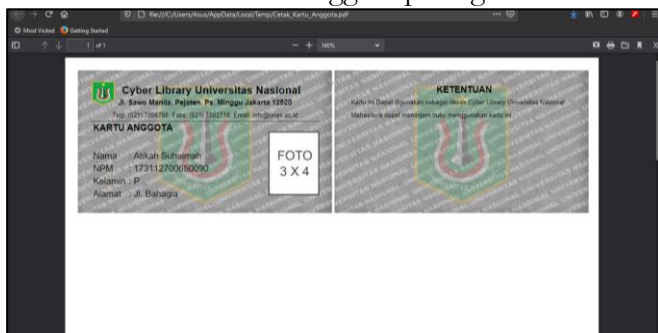 file:///C:/Users/Asus/AppData/Local/Temp/Cetak_Kartu_Anggota.pdf
Most Visited Getting Started
1 of 1
140%
Cyber Library Universitas Nasional
Jl. Sawo Manila, Pejaten. Ps. Minggu Jakarta 12520
KARTU ANGGOTA
Nama : Atikah Suhaimah
NPM : 173112700650090
Kelamin : P
Alamat : Jl. Bahagia
FOTO
3 X 4
KETENTUAN
Kartu ini Dapat digunakan sebagai Akses Cyber Library Universitas Nasional
Mahasiswa dapat meminjam buku menggunakan kartu ini